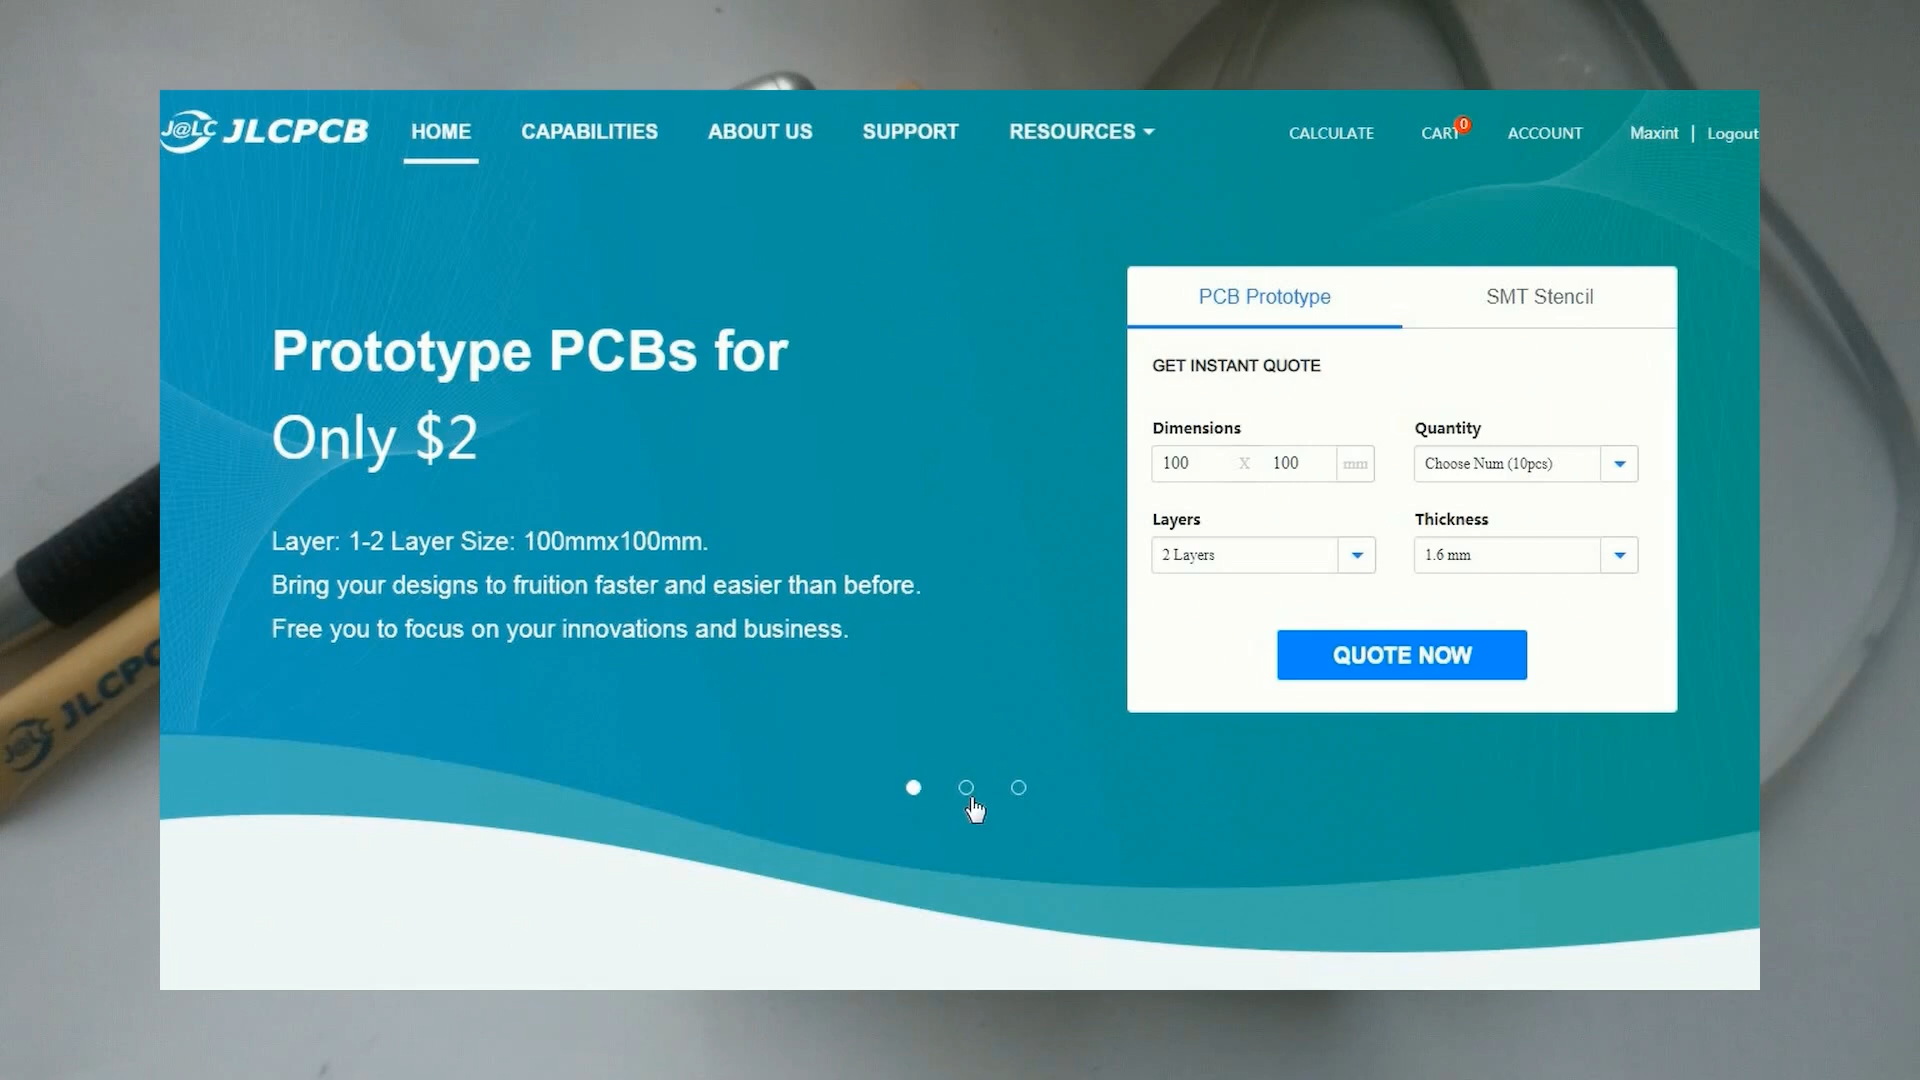 J@LC JLCPCB HOME CAPABILITIES ABOUT US SUPPORT RESOURCES CALCULATE CART 0 ACCOUNT Maxint | Logout
PCB Prototype SMT Stencil
Prototype PCBs for
Only $2
Layer: 1-2 Layer Size: 100mmx100mm.
Bring your designs to fruition faster and easier than before.
Free you to focus on your innovations and business.
GET INSTANT QUOTE
Dimensions Quantity
100 X 100 mm Choose Num (10pcs)
Layers Thickness
2 Layers 1.6 mm
QUOTE NOW
J@LC JLCPC